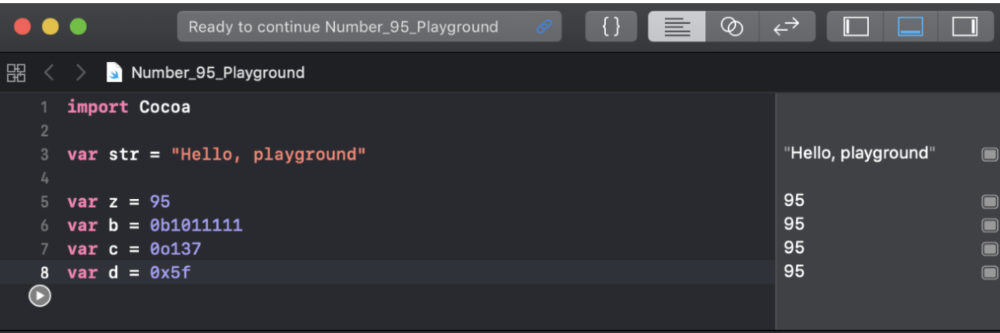 Ready to continue Number_95_Playground
{ }
Number_95_Playground
1 import Cocoa
2
3 var str = "Hello, playground" "Hello, playground"
4
5 var z = 95 95
6 var b = 0b1011111 95
7 var c = 0o137 95
8 var d = 0x5f 95